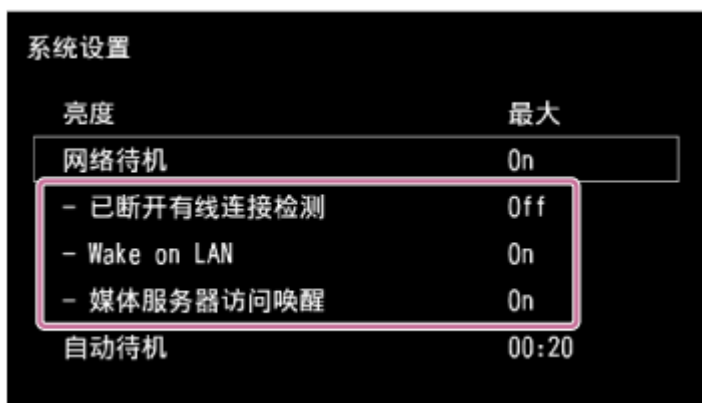 系统设置
亮度 最大
网络待机 On
- 已断开有线连接检测 Off
- Wake on LAN On
- 媒体服务器访问唤醒 On
自动待机 00:20